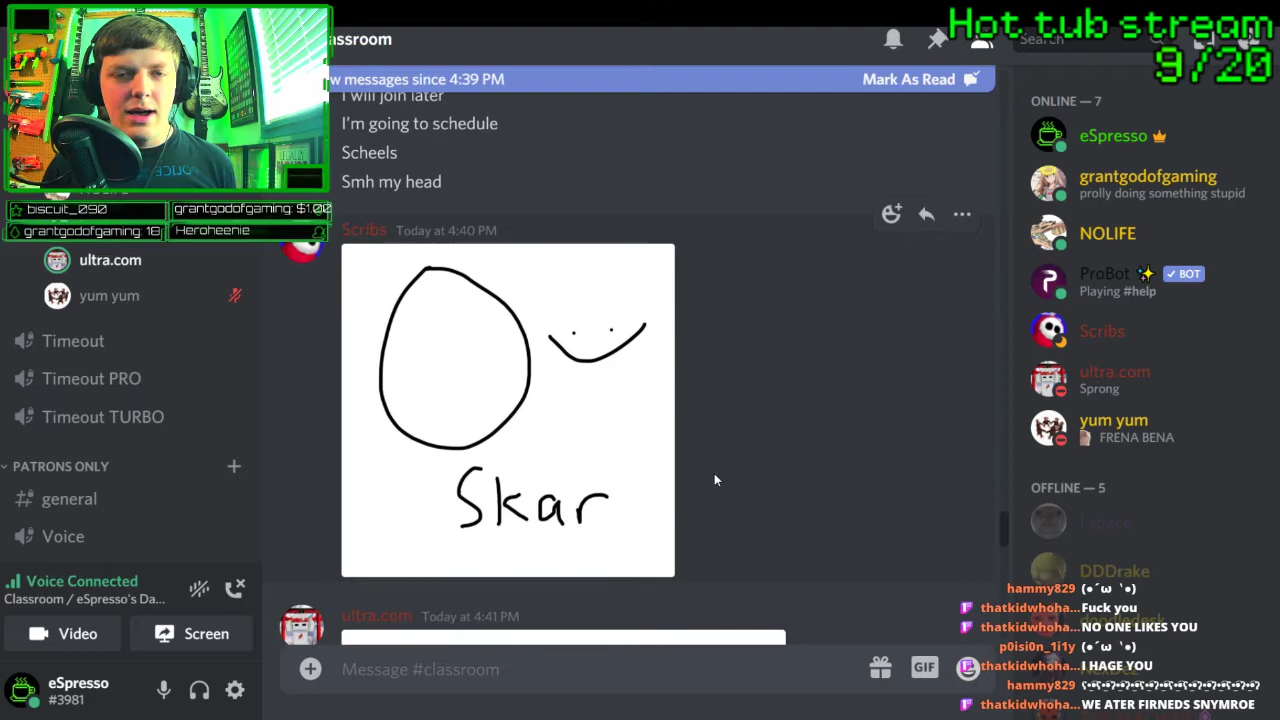 Hot tub stream
9/20
assroom
Search
w messages since 4:39 PM
Mark As Read
I will join later
I'm going to schedule
Scheels
Smh my head
biscuit_090
grantgodofgaming: $1.00
grantgodofgaming: 18
Heroheenie
ultra.com
yum yum
Timeout
Timeout PRO
Timeout TURBO
PATRONS ONLY
general
Voice
Voice Connected
Classroom / eSpresso's Da...
Video
Screen
eSpresso
#3981
Scribs Today at 4:40 PM
Skar
ultra.com Today at 4:41 PM
Message #classroom
GIF
ONLINE — 7
eSpresso
grantgodofgaming
prolly doing something stupid
NOLIFE
ProBot
BOT
Playing #help
Scribs
ultra.com
Sprong
yum yum
FRENA BENA
OFFLINE — 5
DDDrake
hammy829 (●´ω `●)
thatkidwhoha... Fuck you
thatkidwhoha... NO ONE LIKES YOU
p0isi0n_1i1y (●´ω `●)
thatkidwhoha... I HAGE YOU
hammy829
thatkidwhoha... WE ATER FIRNEDS SNYMROE